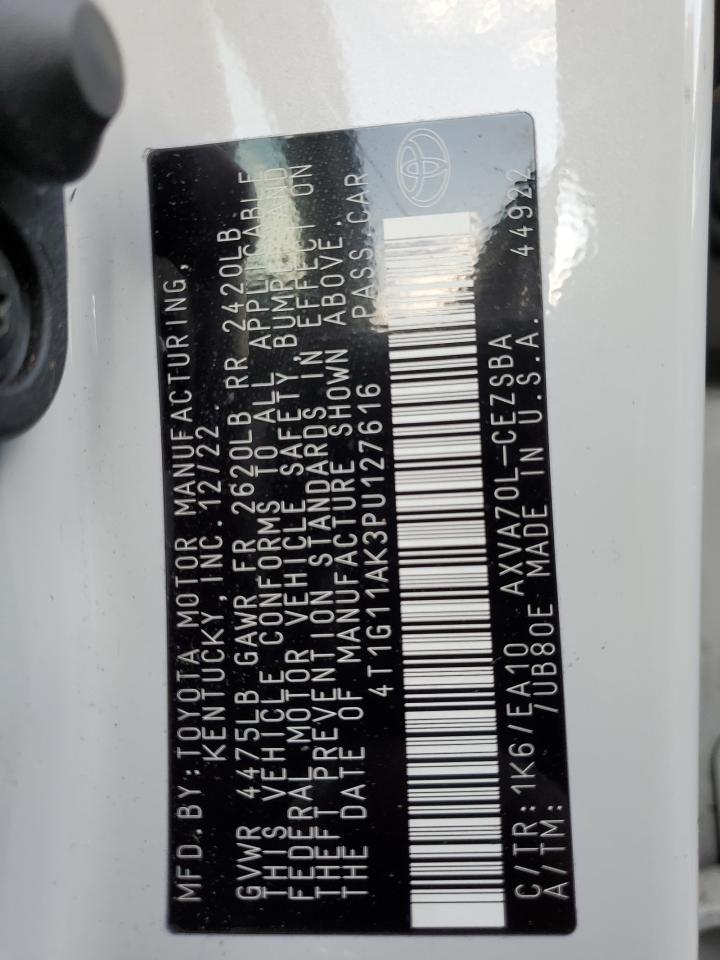 MFD.BY:TOYOTA MOTOR MANUFACTURING,
KENTUCKY,INC.12/22
GVWR 4475LB GAWR FR 2620LB RR 2420LB
THIS VEHICLE CONFORMS TO ALL APPLICABLE
FEDERAL MOTOR VEHICLE SAFETY,BUMPER,AND
THEFT PREVENTION STANDARDS IN EFFECT ON
THE DATE OF MANUFACTURE SHOWN ABOVE.
4T1G11AK3PU127616 PASS.CAR
C/TR:1K6/EA10 AXVA70L-CEZSBA
A/TM: /UB80E MADE IN U.S.A. 44922